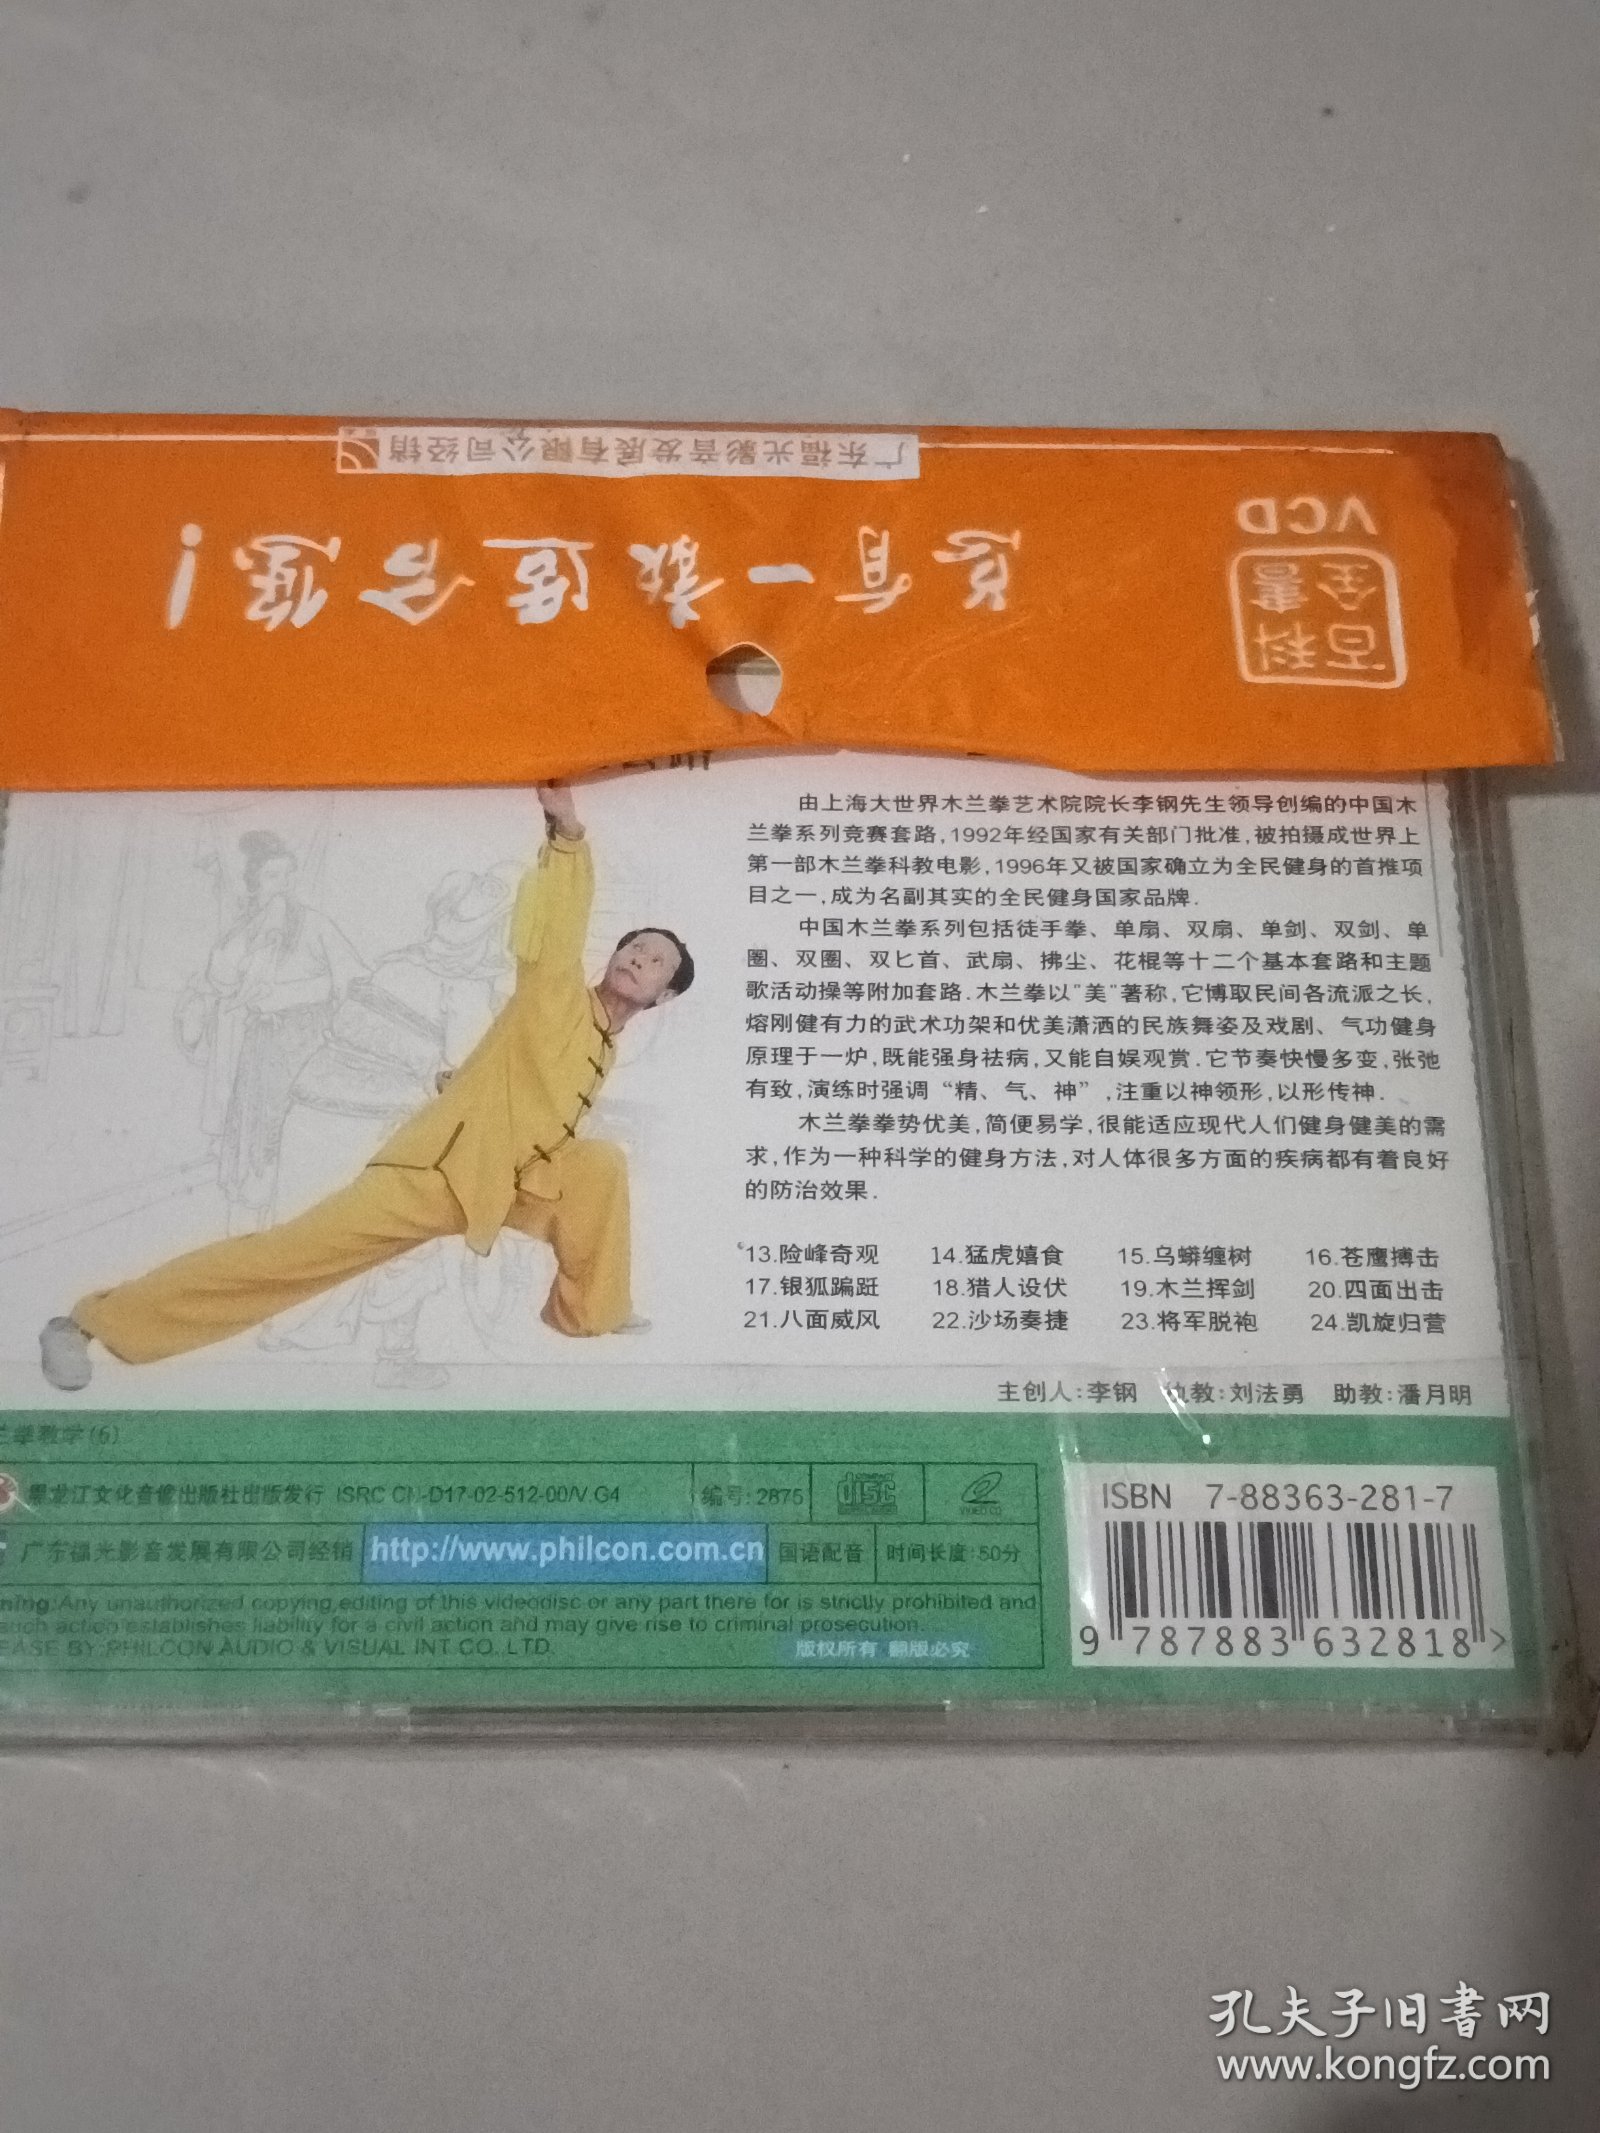 广东福光影音发展有限公司经销
总有一款适合您！
百科
全书
VCD
由上海大世界木兰拳艺术院院长李钢先生领导创编的中国木
兰拳系列竞赛套路,1992年经国家有关部门批准,被拍摄成世界上
第一部木兰拳科教电影,1996年又被国家确立为全民健身的首推项
目之一,成为名副其实的全民健身国家品牌.
中国木兰拳系列包括徒手拳、单扇、双扇、单剑、双剑、单
圈、双圈、双匕首、武扇、拂尘、花棍等十二个基本套路和主题
歌活动操等附加套路.木兰拳以"美"著称,它博取民间各流派之长,
熔刚健有力的武术功架和优美潇洒的民族舞姿及戏剧、气功健身
原理于一炉,既能强身祛病,又能自娱观赏.它节奏快慢多变,张弛
有致,演练时强调“精、气、神”,注重以神领形,以形传神.
木兰拳拳势优美,简便易学,很能适应现代人们健身健美的需
求,作为一种科学的健身方法,对人体很多方面的疾病都有着良好
的防治效果.
13.险峰奇观 14.猛虎嬉食 15.乌蟒缠树 16.苍鹰搏击
17.银狐蹁跹 18.猎人设伏 19.木兰挥剑 20.四面出击
21.八面威风 22.沙场奏捷 23.将军脱袍 24.凯旋归营
主创人:李钢 教:刘法勇 助教:潘月明
兰拳教学(6)
黑龙江文化音像出版社出版发行 ISRC CN-D17-02-512-00/V.G4 编号:2875 disc VIDEO CD
广东福光影音发展有限公司经销 http://www.philcon.com.cn 国语配音 时间长度:50分
ning:Any unauthorized copying,editing of this videodisc or any part there for is strictly prohibited and
such action establishes liability for a civil action and may give rise to criminal prosecution.
EASE BY:PHILCON AUDIO & VISUAL INT CO.,LTD. 版权所有 翻版必究
ISBN 7-88363-281-7
9 787883 632818 >
孔夫子旧书网
www.kongfz.com